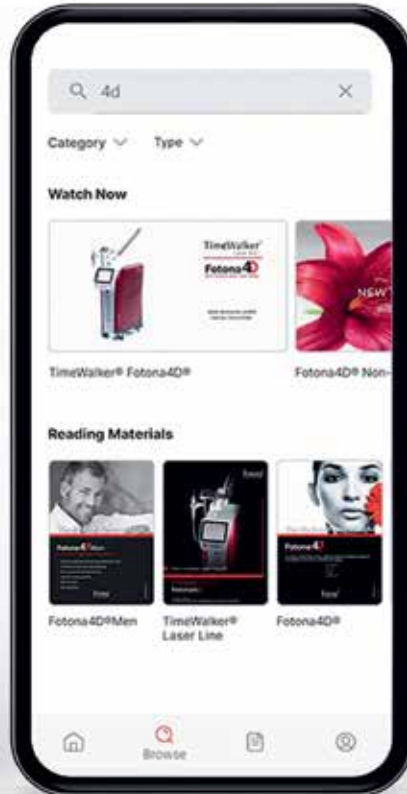 4d
Category Type
Watch Now
TimeWalker®
Fotona4D
NEW
TimeWalker® Fotona4D® Fotona4D® Non-
Reading Materials
Fotona4DMen
Fotona4D
Fotona4D®Men TimeWalker® Fotona4D®
Laser Line
Browse